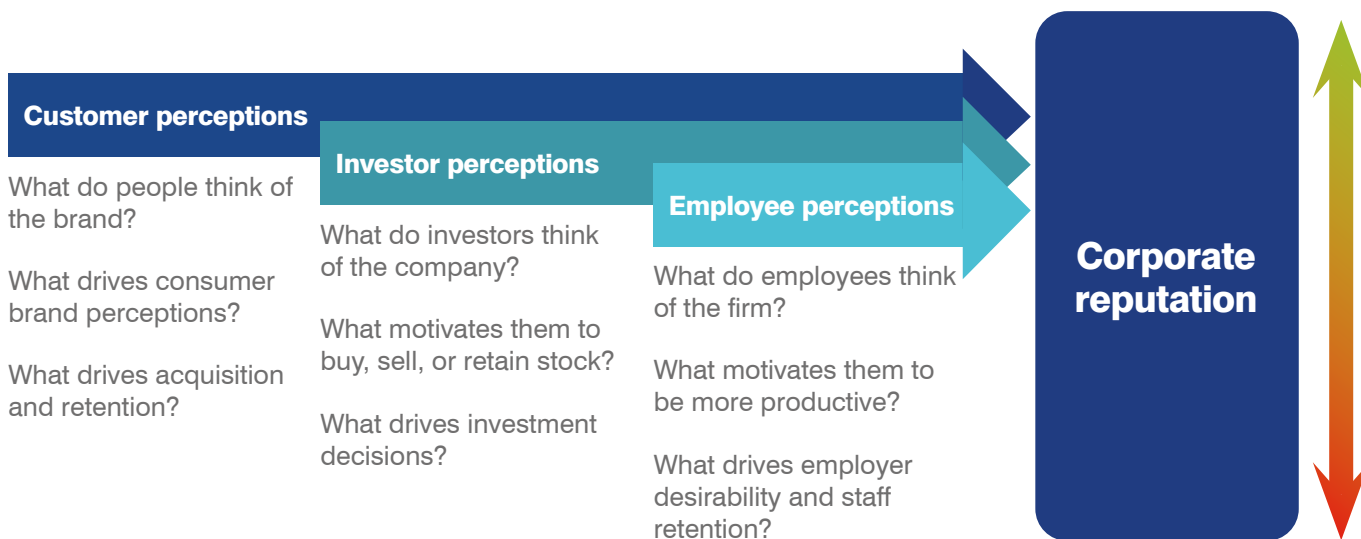 Customer perceptions
What do people think of
the brand?
What drives consumer
brand perceptions?
What drives acquisition
and retention?
Investor perceptions
What do investors think
of the company?
What motivates them to
buy, sell, or retain stock?
What drives investment
decisions?
Employee perceptions
What do employees think
of the firm?
What motivates them to
be more productive?
What drives employer
desirability and staff
retention?
Corporate
reputation